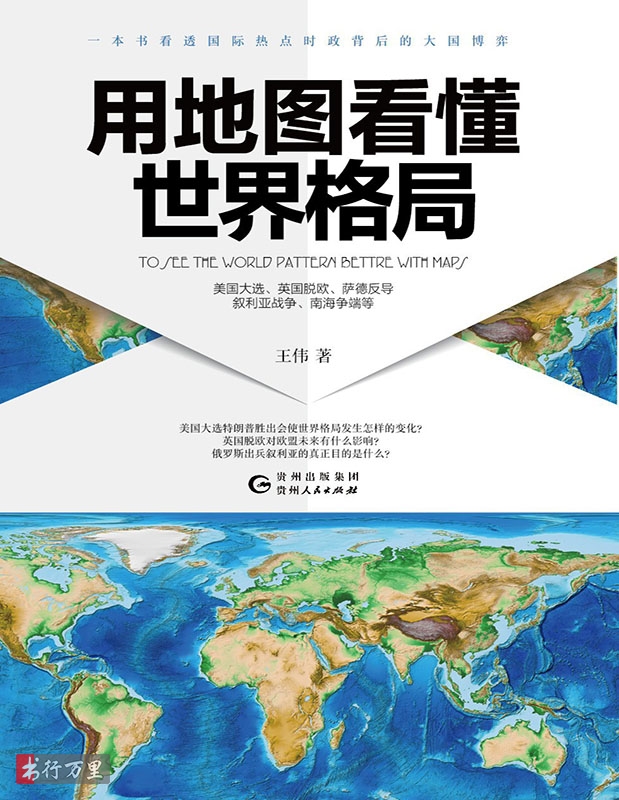 一本书看透国际热点时政背后的大国博弈
用地图看懂
世界格局
TO SEE THE WORLD PATTERN BETTRE WITH MAPS
美国大选、英国脱欧、萨德反导
叙利亚战争、南海争端等
王伟 著
美国大选特朗普胜出会使世界格局发生怎样的变化?
英国脱欧对欧盟未来有什么影响?
俄罗斯出兵叙利亚的真正目的是什么?
贵州出版集团
贵州人民出版社
书行万里